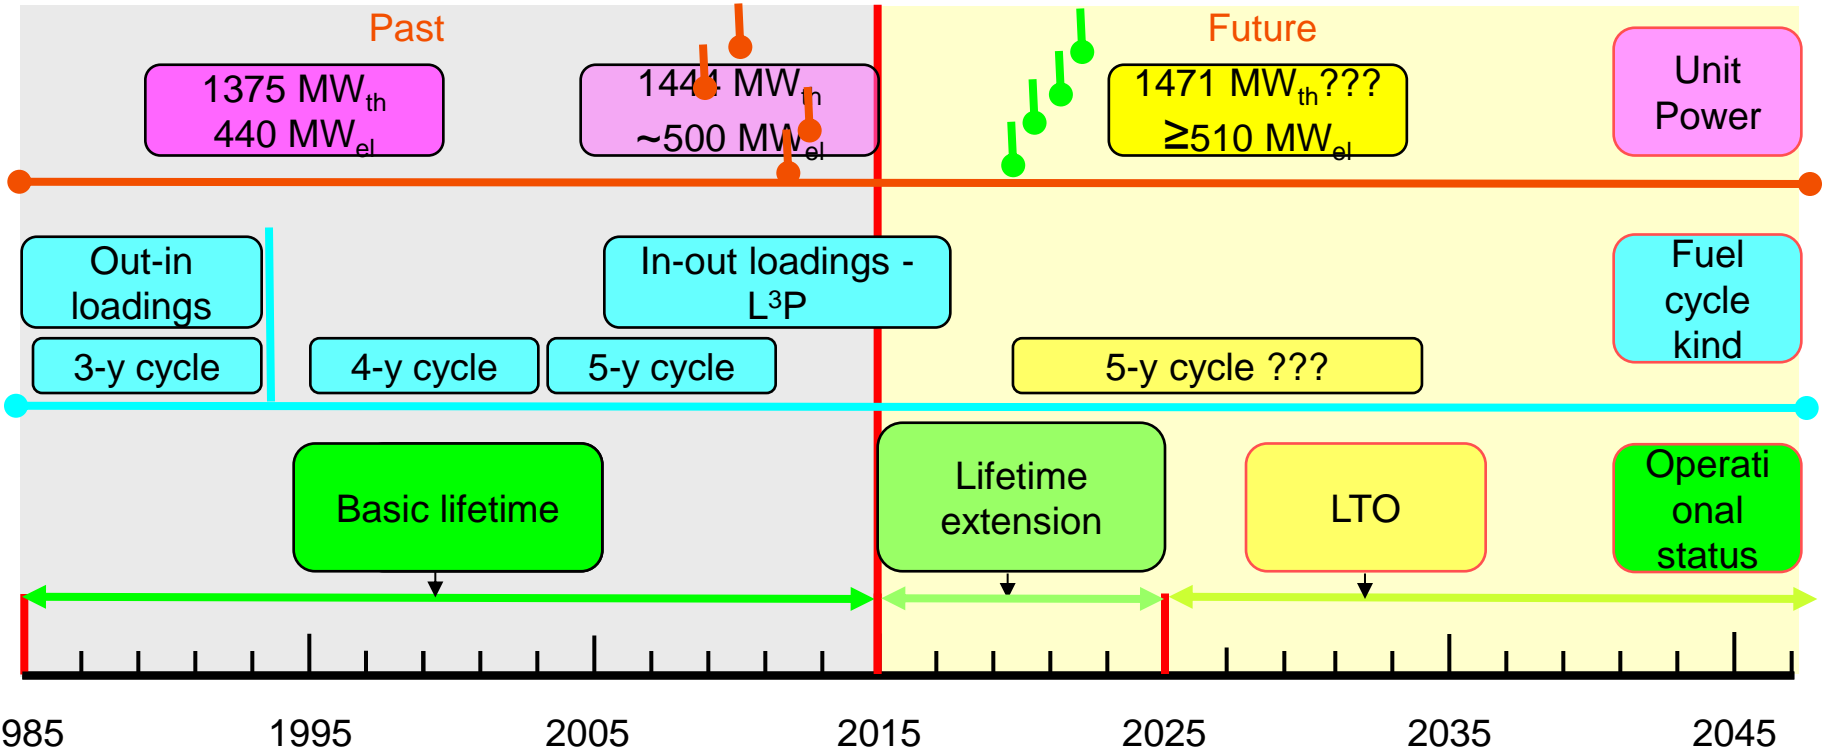 Past
Future
1375 MWth
440 MWel
1444 MWth
~500 MWel
1471 MWth???
≥510 MWel
Unit
Power
Out-in
loadings
In-out loadings -
L³P
Fuel
cycle
kind
3-y cycle
4-y cycle
5-y cycle
5-y cycle ???
Basic lifetime
Lifetime
extension
LTO
Operati
onal
status
985
1995
2005
2015
2025
2035
2045